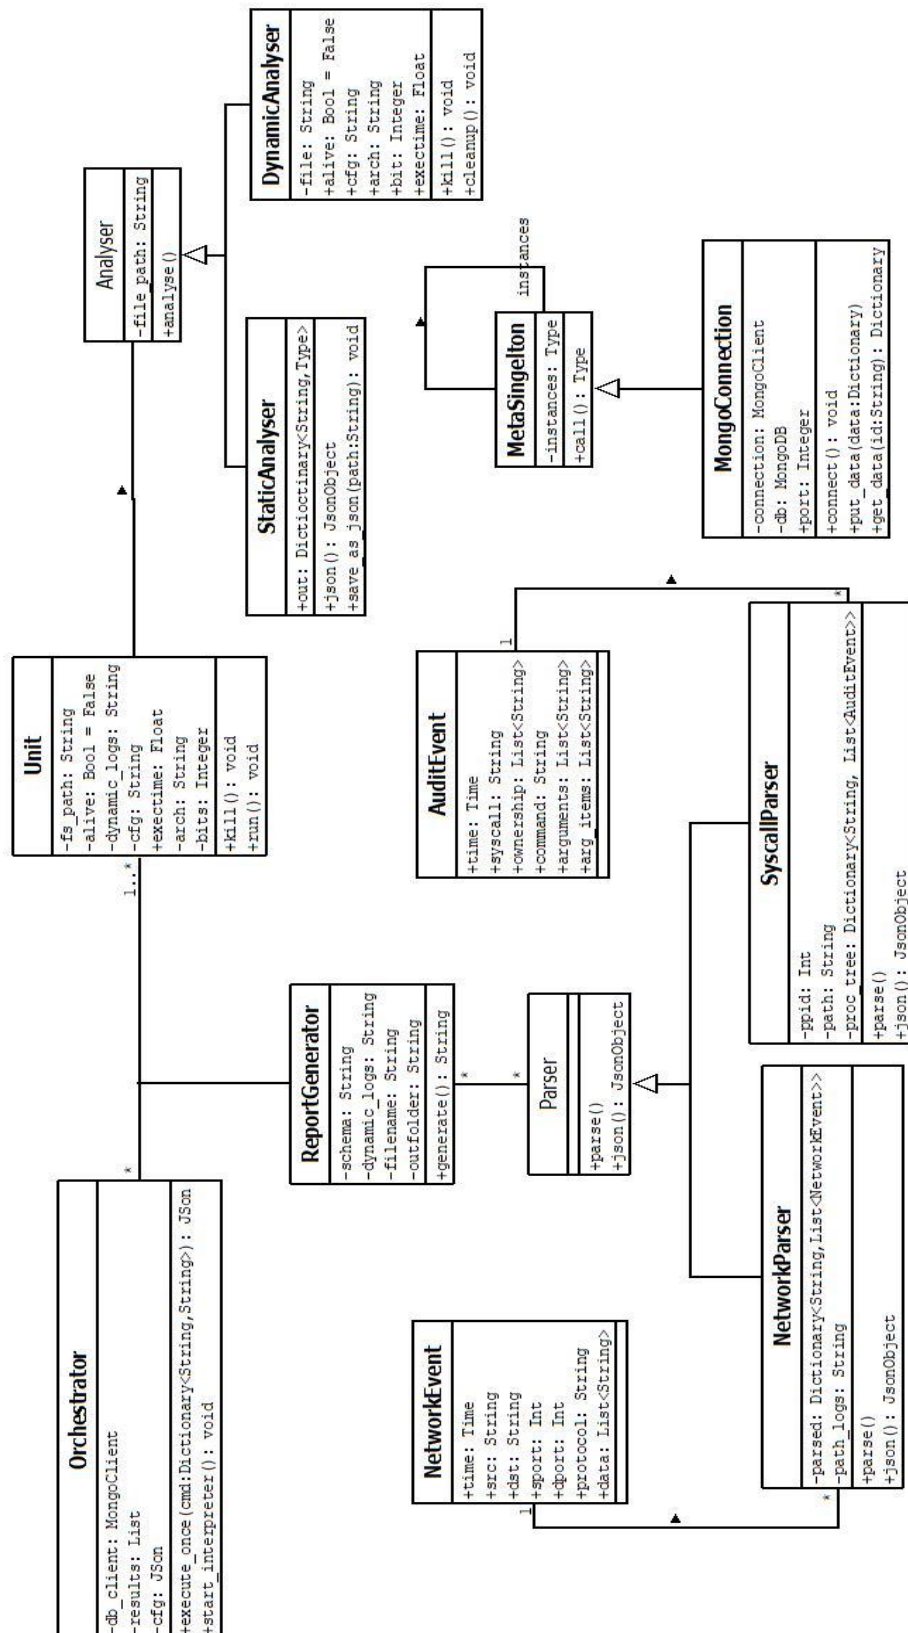 Orchestrator
-db_client: MongoClient
-results: List
-cfg: JSon
+execute_once(cmd:Dictionary<String,String>): JSon
+start_interpreter(): void
*
1..*
Unit
-fs_path: String
-alive: Bool = False
-dynamic_logs: String
-cfg: String
+exectime: Float
-arch: String
-bits: Integer
+kill(): void
+run(): void
Analyser
-file_path: String
+analyse()
ReportGenerator
-schema: String
-dynamic_logs: String
-filename: String
-outfolder: String
+generate(): String
*
*
StaticAnalyser
+out: Dictioctinary<String,Type>
+json(): JsonObject
+save_as_json(path:String): void
DynamicAnalyser
-file: String
+alive: Bool = False
+cfg: String
+arch: String
+bit: Integer
+exectime: Float
+kill(): void
+cleanup(): void
NetworkEvent
+time: Time
+src: String
+dst: String
+sport: Int
+dport: Int
+protocol: String
+data: List<String>
1
*
Parser
+parse()
+json(): JsonObject
AuditEvent
+time: Time
+syscall: String
+ownership: List<String>
+command: String
+arguments: List<String>
+arg_items: List<String>
1
*
MetaSingelton
-instances: Type
+call(): Type
instances
NetworkParser
-parsed: Dictionary<String,List<NetworkEvent>>
-path_logs: String
+parse()
+json(): JsonObject
SyscallParser
-ppid: Int
-path: String
-proc_tree: Dictionary<String, List<AuditEvent>>
+parse()
+json(): JsonObject
MongoConnection
-connection: MongoClient
-db: MongoDB
+port: Integer
+connect(): void
+put_data(data:Dictionary)
+get_data(id:String): Dictionary